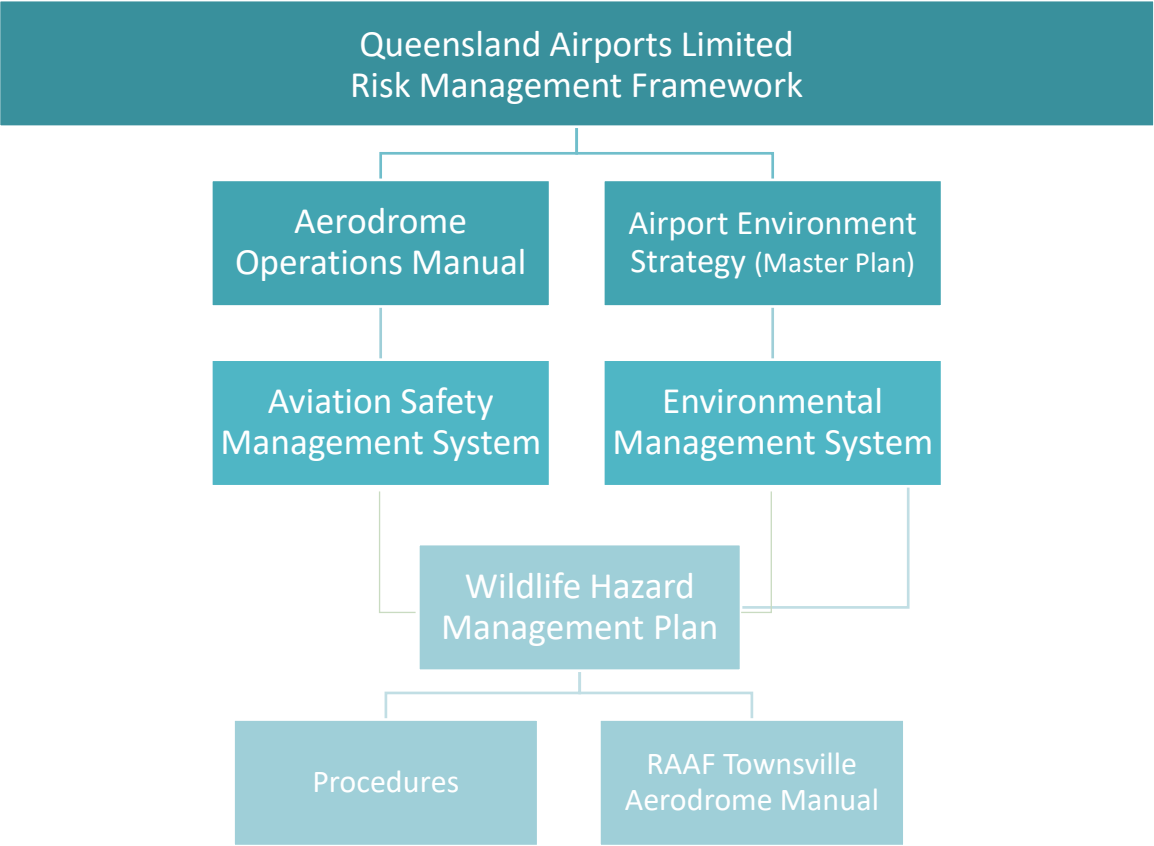 Queensland Airports Limited
Risk Management Framework
Aerodrome
Operations Manual
Airport Environment
Strategy (Master Plan)
Aviation Safety
Management System
Environmental
Management System
Wildlife Hazard
Management Plan
Procedures
RAAF Townsville
Aerodrome Manual